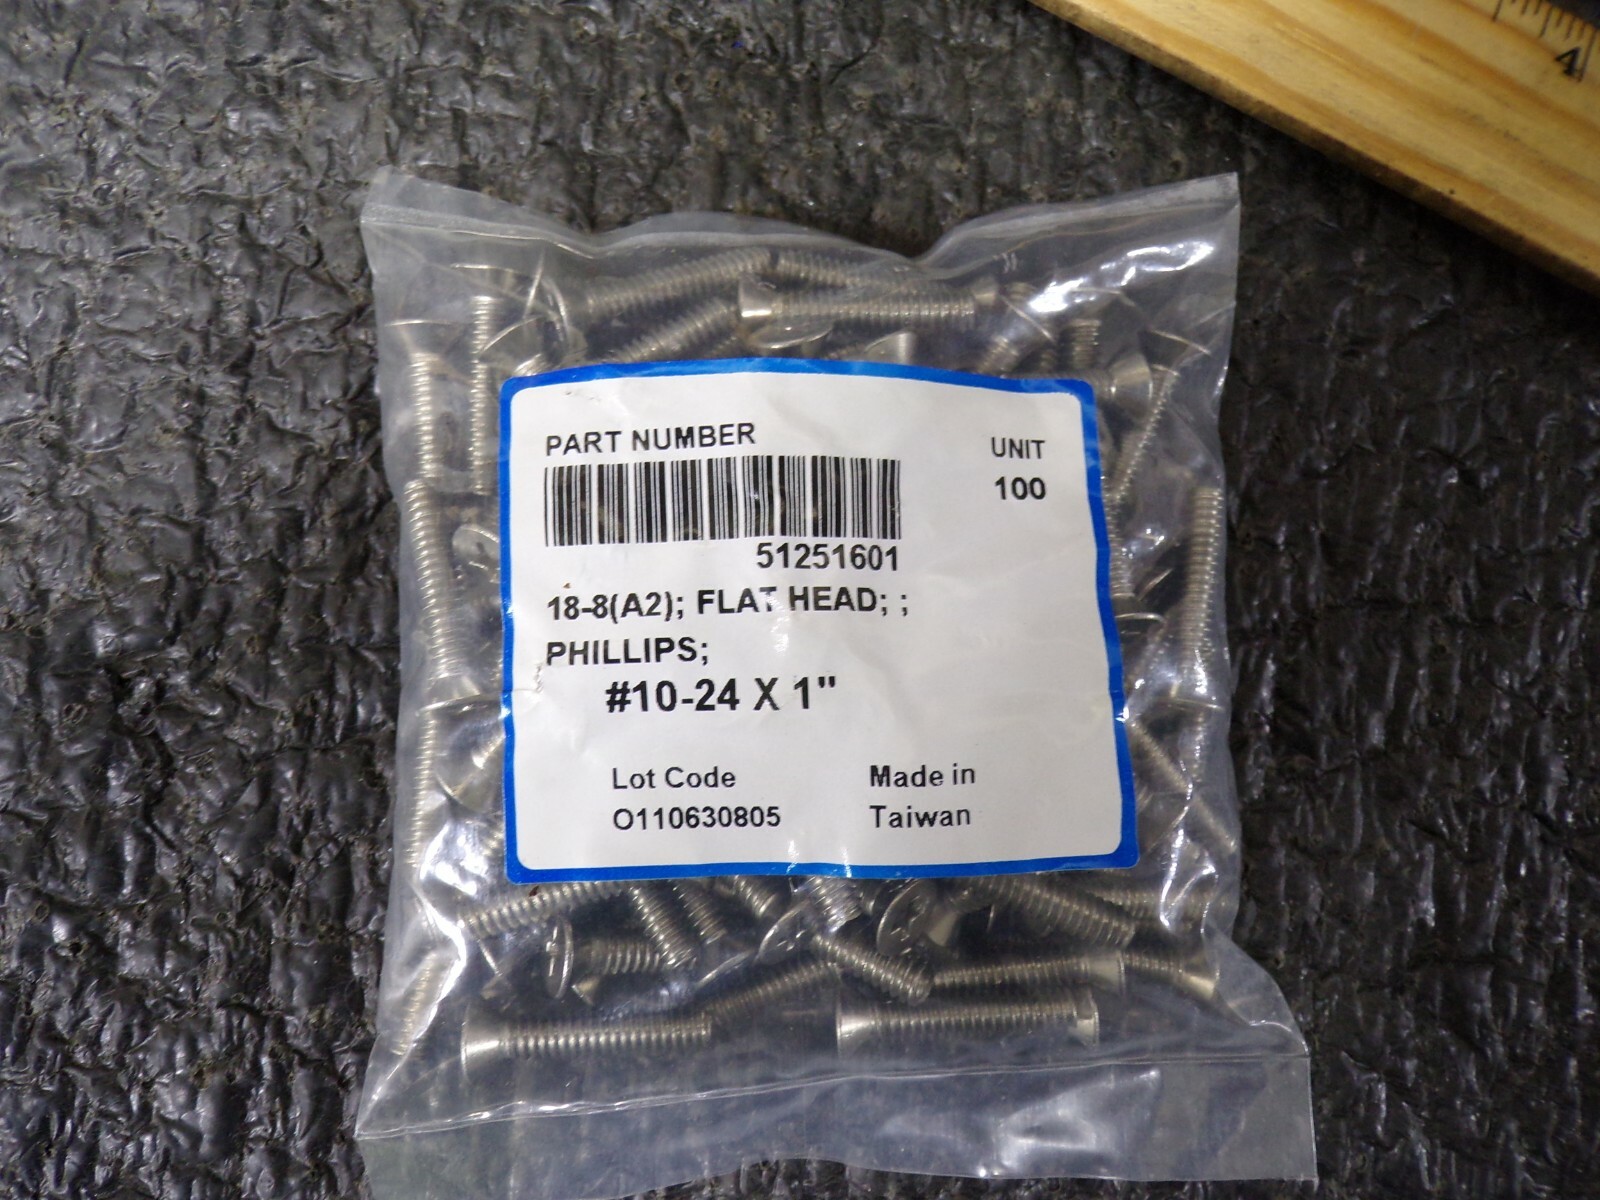 PART NUMBER
UNIT
100
51251601
18-8(A2); FLAT HEAD; ;
PHILLIPS;
#10-24 X 1"
Lot Code
O110630805
Made in
Taiwan
4